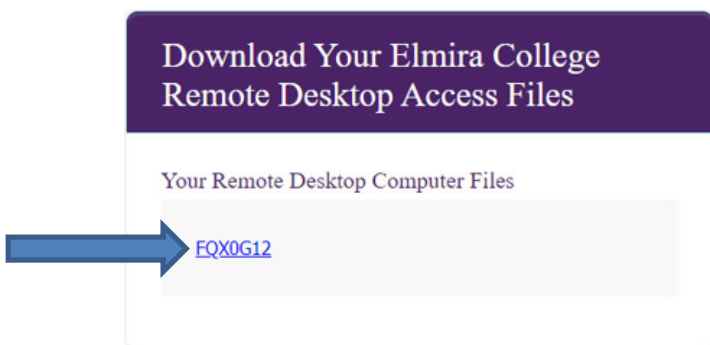 Download Your Elmira College
Remote Desktop Access Files
Your Remote Desktop Computer Files
FQX0G12